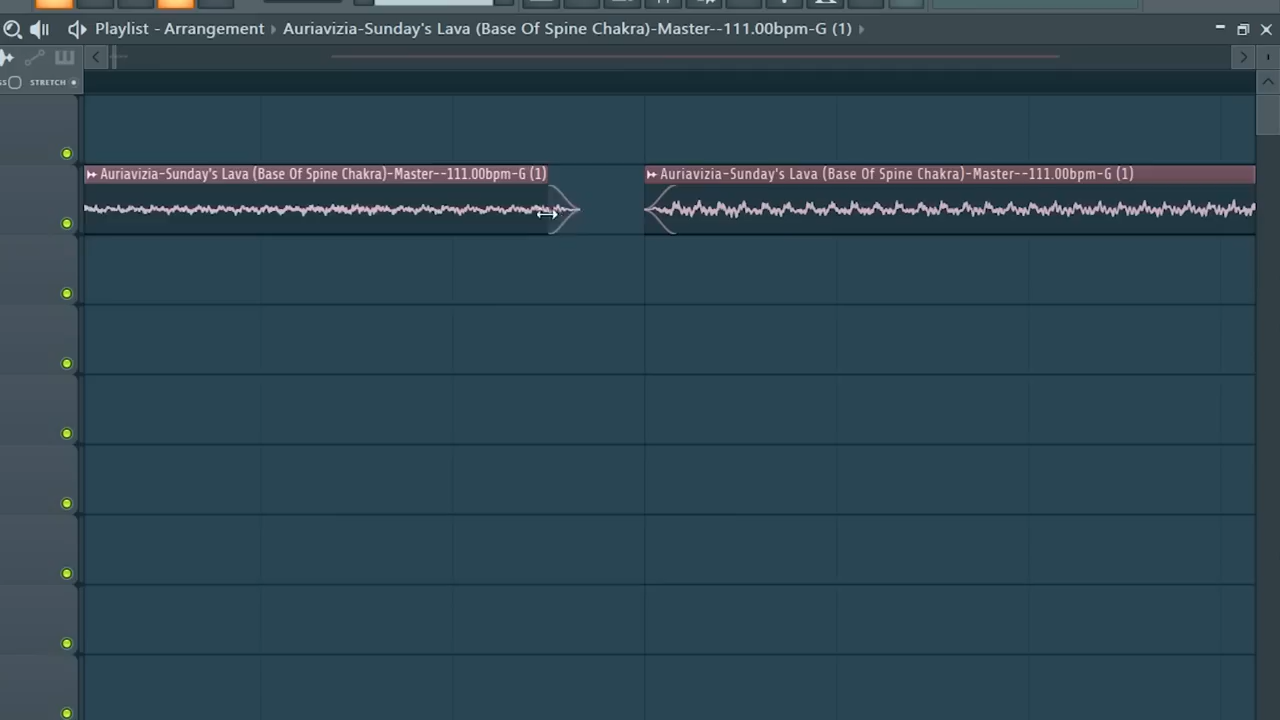 Playlist - Arrangement › Auriavizia-Sunday's Lava (Base Of Spine Chakra)-Master--111.00bpm-G (1) ›
STRETCH
Auriavizia-Sunday's Lava (Base Of Spine Chakra)-Master--111.00bpm-G (1)
Auriavizia-Sunday's Lava (Base Of Spine Chakra)-Master--111.00bpm-G (1)